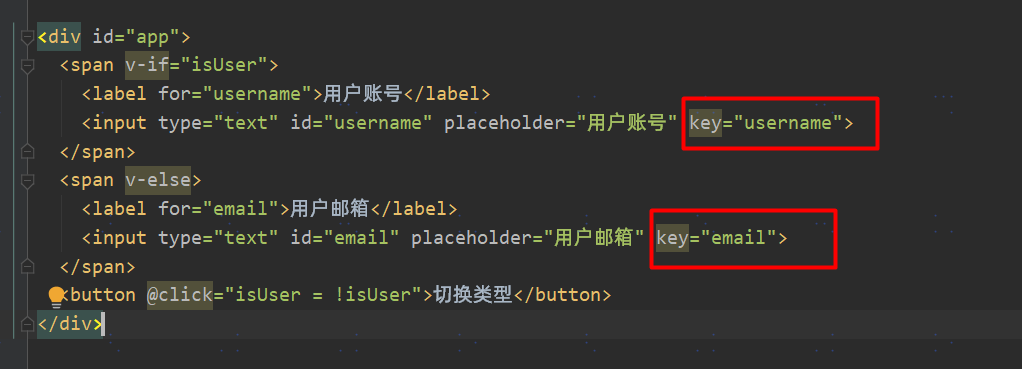 <div id="app">
<span v-if="isUser">
<label for="username">用户账号</label>
<input type="text" id="username" placeholder="用户账号" key="username">
</span>
<span v-else>
<label for="email">用户邮箱</label>
<input type="text" id="email" placeholder="用户邮箱" key="email">
</span>
<button @click="isUser = !isUser">切换类型</button>
</div>